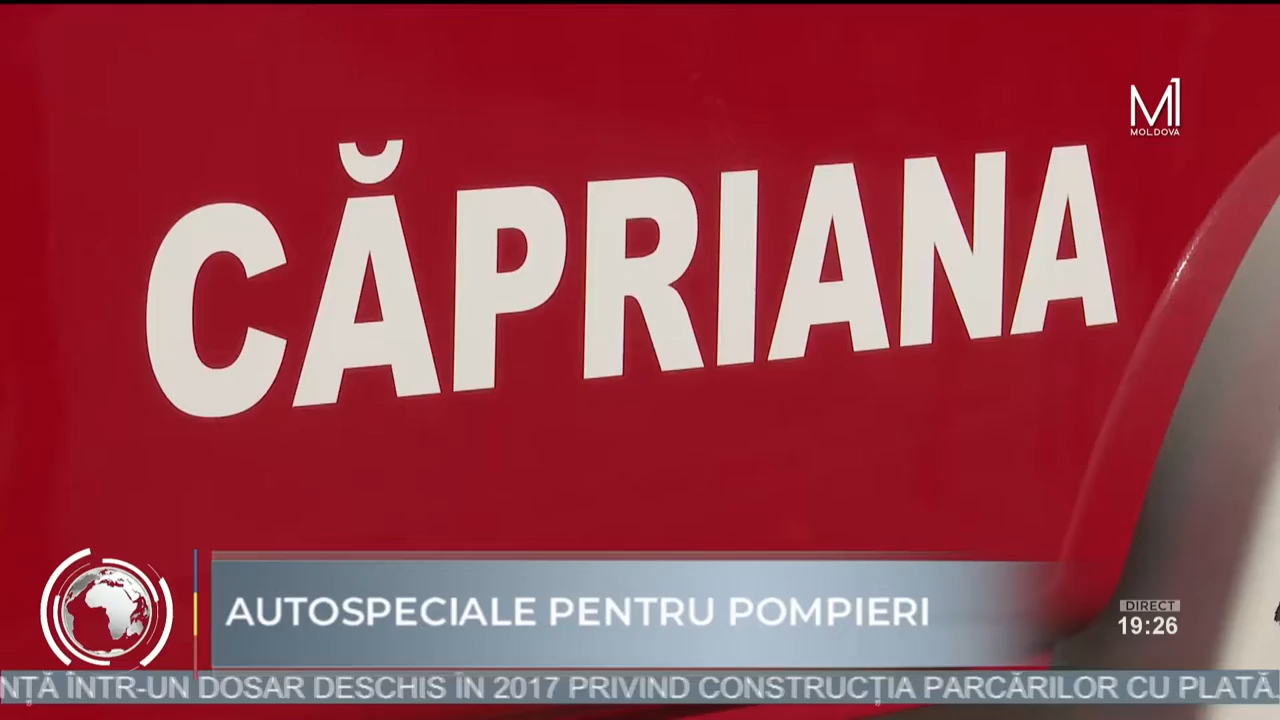 M1
MOLDOVA
CĂPRIANA
AUTOSPECIALE PENTRU POMPIERI
DIRECT
19:26
ÎNTR-UN DOSAR DESCHIS ÎN 2017 PRIVIND CONSTRUCȚIA PARCĂRILOR CU PLATĂ.